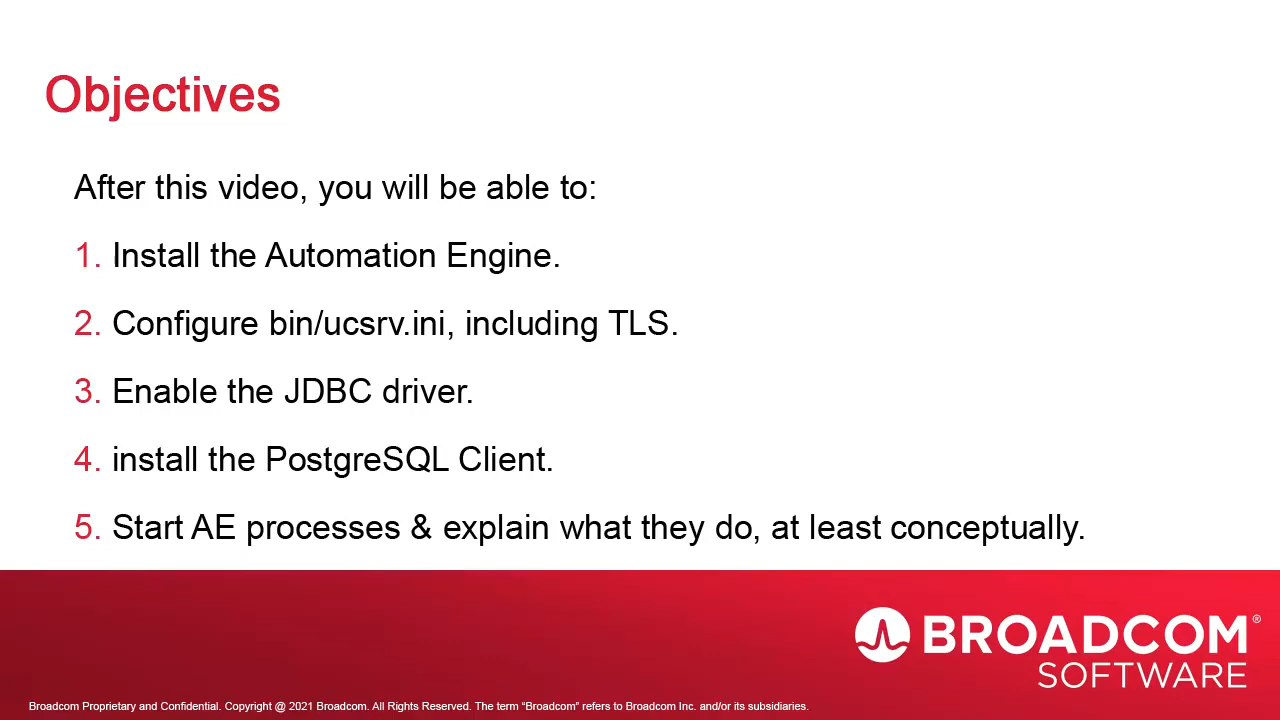 Objectives
After this video, you will be able to:
1. Install the Automation Engine.
2. Configure bin/ucsrv.ini, including TLS.
3. Enable the JDBC driver.
4. install the PostgreSQL Client.
5. Start AE processes & explain what they do, at least conceptually.
BROADCOM®
SOFTWARE
Broadcom Proprietary and Confidential. Copyright @ 2021 Broadcom. All Rights Reserved. The term “Broadcom” refers to Broadcom Inc. and/or its subsidiaries.